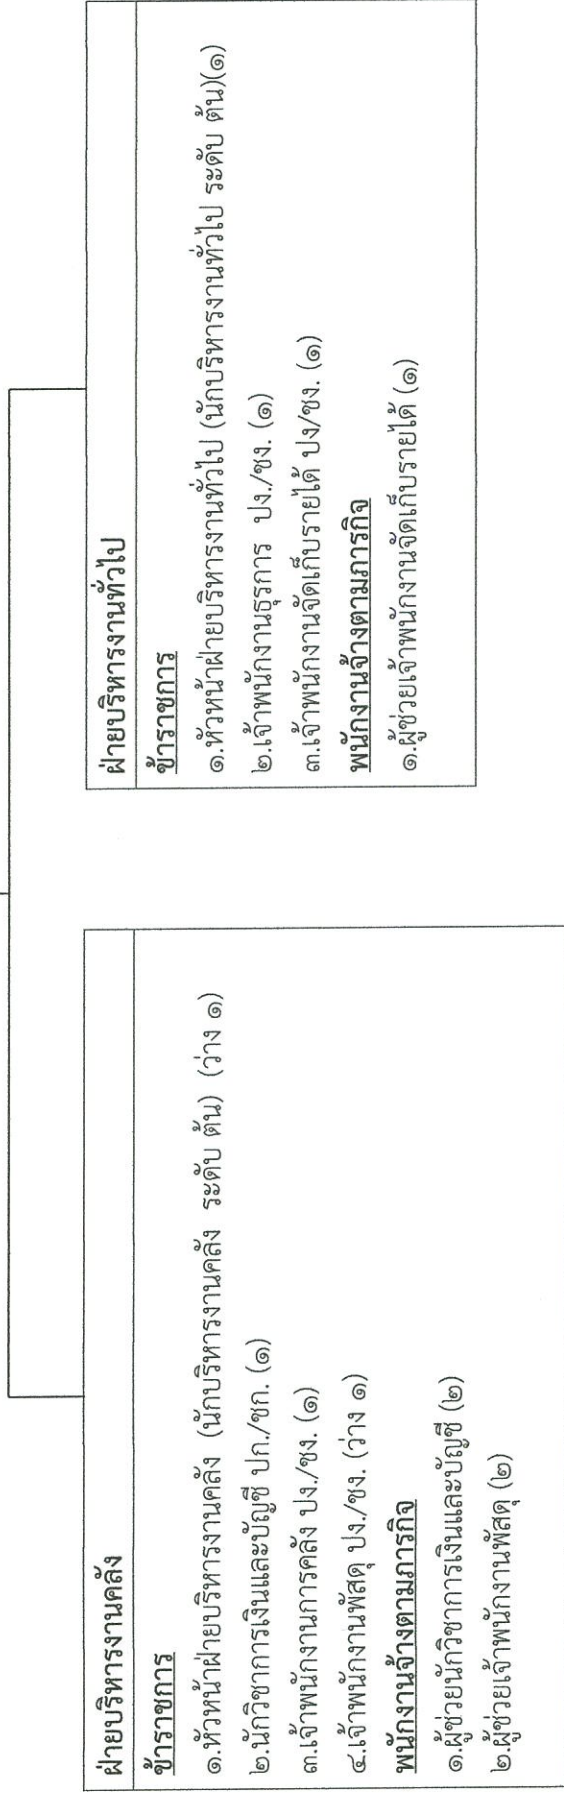 ฝ่ายบริหารงานคลัง
ข้าราชการ
๑.หัวหน้าฝ่ายบริหารงานคลัง (นักบริหารงานคลัง ระดับ ต้น) (ว่าง ๑)
๒.นักวิชาการเงินและบัญชี ปก./ชก. (๑)
๓.เจ้าพนักงานการคลัง ปง./ชง. (๑)
๔.เจ้าพนักงานพัสดุ ปง./ชง. (ว่าง ๑)
พนักงานจ้างตามภารกิจ
๑.ผู้ช่วยนักวิชาการเงินและบัญชี (๒)
๒.ผู้ช่วยเจ้าพนักงานพัสดุ (๒)
ฝ่ายบริหารงานทั่วไป
ข้าราชการ
๑.หัวหน้าฝ่ายบริหารงานทั่วไป (นักบริหารงานทั่วไป ระดับ ต้น)(๑)
๒.เจ้าพนักงานธุรการ ปง./ชง. (๑)
๓.เจ้าพนักงานจัดเก็บรายได้ ปง/ชง. (๑)
พนักงานจ้างตามภารกิจ
๑.ผู้ช่วยเจ้าพนักงานจัดเก็บรายได้ (๑)